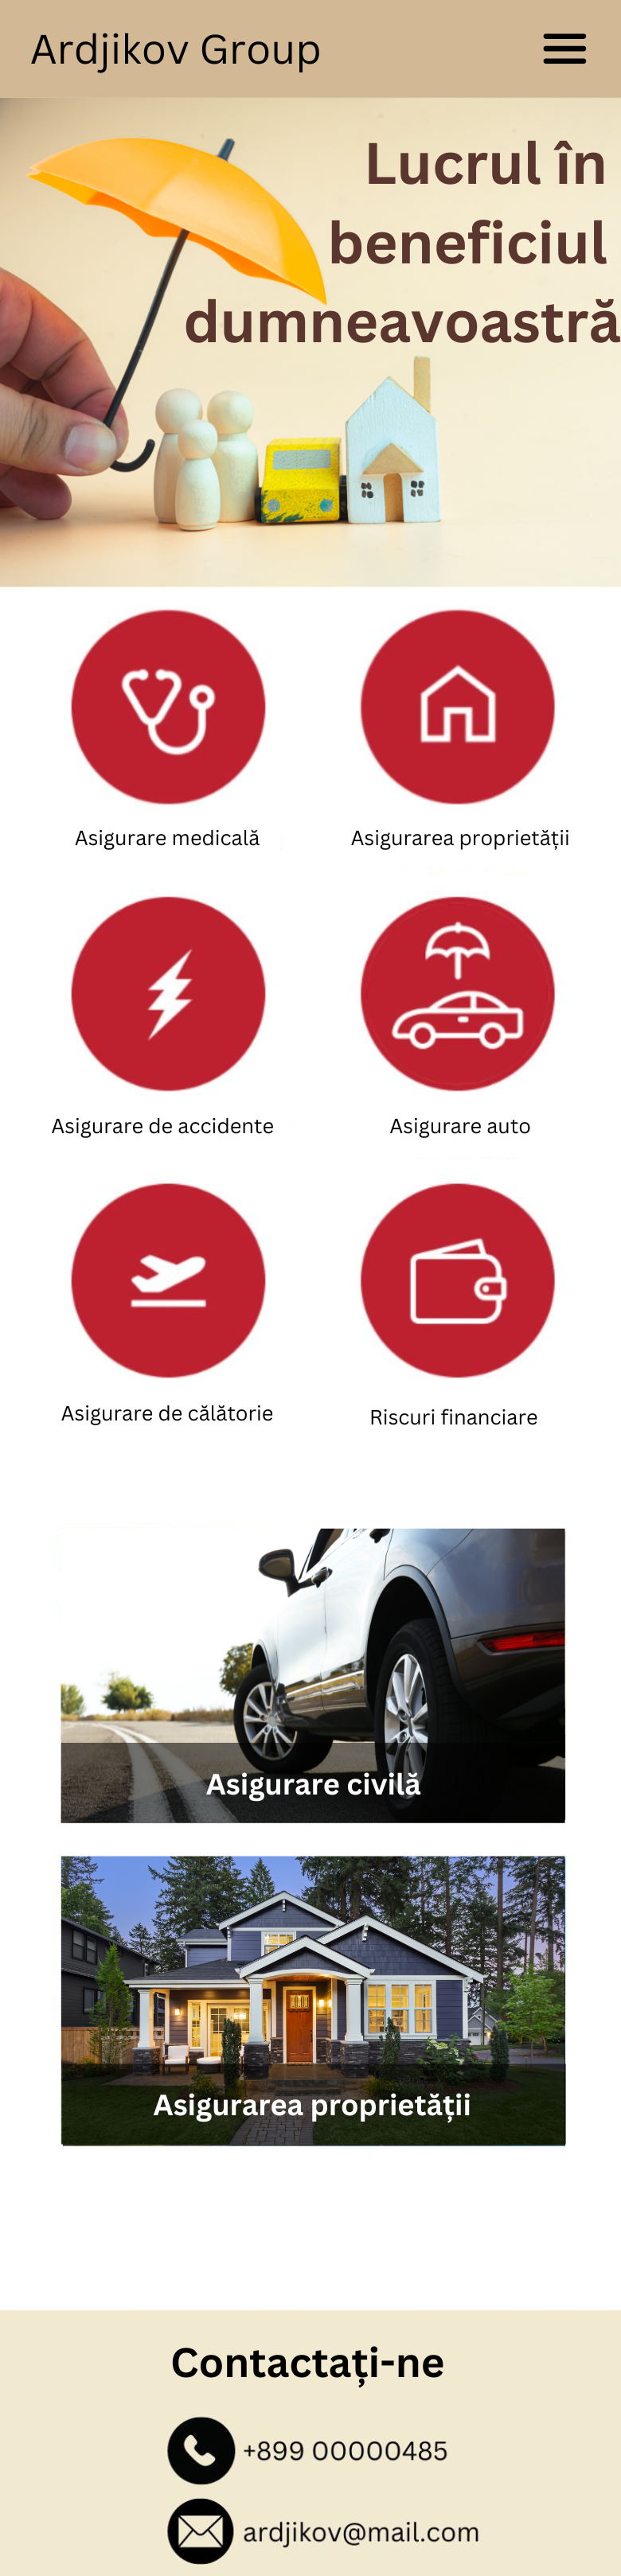 Ardjikov Group
Lucrul în
beneficiul
dumneavoastră
Asigurare medicală
Asigurarea proprietății
Asigurare de accidente
Asigurare auto
Asigurare de călătorie
Riscuri financiare
Asigurare civilă
Asigurarea proprietății
Contactați-ne
+899 00000485
ardjikov@mail.com